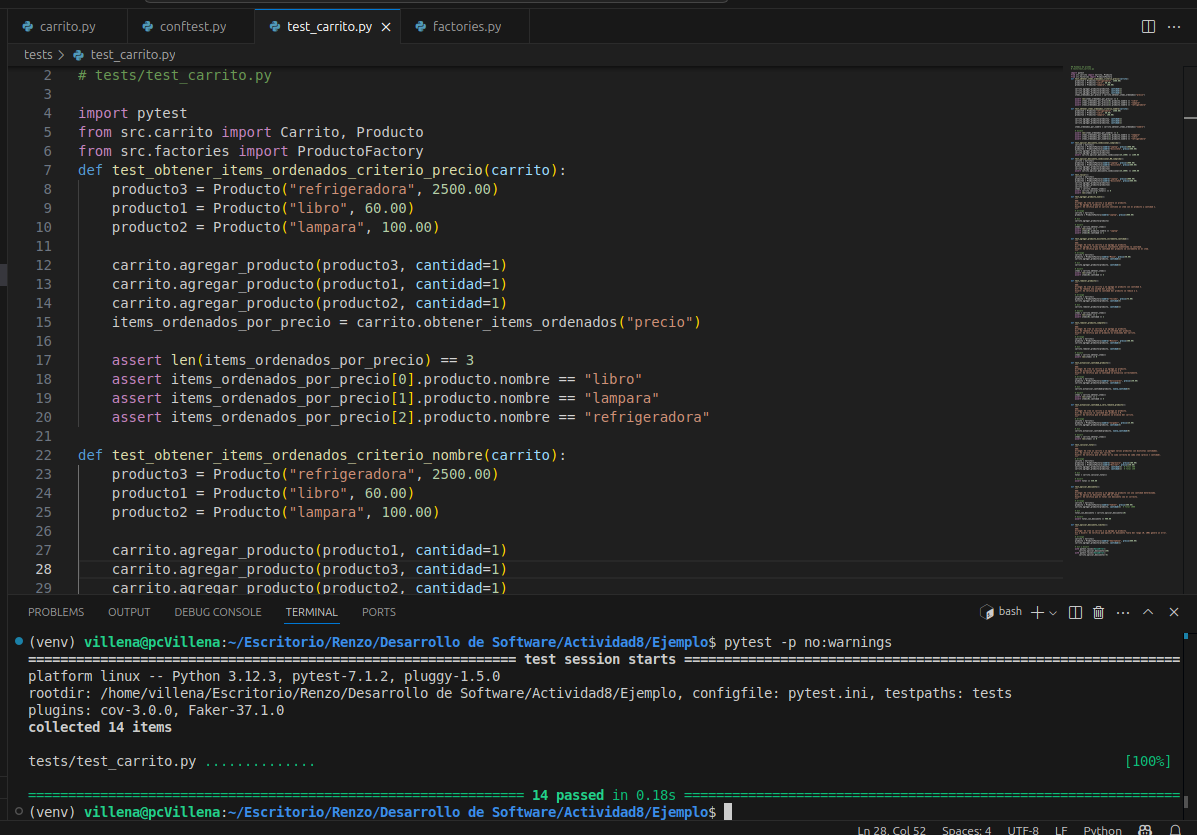 carrito.py conftest.py test_carrito.py factories.py
tests > test_carrito.py
2 # tests/test_carrito.py
3
4 import pytest
5 from src.carrito import Carrito, Producto
6 from src.factories import ProductoFactory
7 def test_obtener_items_ordenados_criterio_precio(carrito):
8     producto3 = Producto("refrigeradora", 2500.00)
9     producto1 = Producto("libro", 60.00)
10     producto2 = Producto("lampara", 100.00)
11
12     carrito.agregar_producto(producto3, cantidad=1)
13     carrito.agregar_producto(producto1, cantidad=1)
14     carrito.agregar_producto(producto2, cantidad=1)
15     items_ordenados_por_precio = carrito.obtener_items_ordenados("precio")
16
17     assert len(items_ordenados_por_precio) == 3
18     assert items_ordenados_por_precio[0].producto.nombre == "libro"
19     assert items_ordenados_por_precio[1].producto.nombre == "lampara"
20     assert items_ordenados_por_precio[2].producto.nombre == "refrigeradora"
21
22 def test_obtener_items_ordenados_criterio_nombre(carrito):
23     producto3 = Producto("refrigeradora", 2500.00)
24     producto1 = Producto("libro", 60.00)
25     producto2 = Producto("lampara", 100.00)
26
27     carrito.agregar_producto(producto1, cantidad=1)
28     carrito.agregar_producto(producto3, cantidad=1)
29     carrito.agregar_producto(producto2, cantidad=1)
PROBLEMS OUTPUT DEBUG CONSOLE TERMINAL PORTS bash
(venv) villena@pcVillena:~/Escritorio/Renzo/Desarrollo de Software/Actividad8/Ejemplo$ pytest -p no:warnings
=========================================================== test session starts ============================================================
platform linux -- Python 3.12.3, pytest-7.1.2, pluggy-1.5.0
rootdir: /home/villena/Escritorio/Renzo/Desarrollo de Software/Actividad8/Ejemplo, configfile: pytest.ini, testpaths: tests
plugins: cov-3.0.0, Faker-37.1.0
collected 14 items
tests/test_carrito.py .............. [100%]
============================================================ 14 passed in 0.18s ============================================================
(venv) villena@pcVillena:~/Escritorio/Renzo/Desarrollo de Software/Actividad8/Ejemplo$
Ln 28, Col 52 Spaces: 4 UTF-8 LF Python